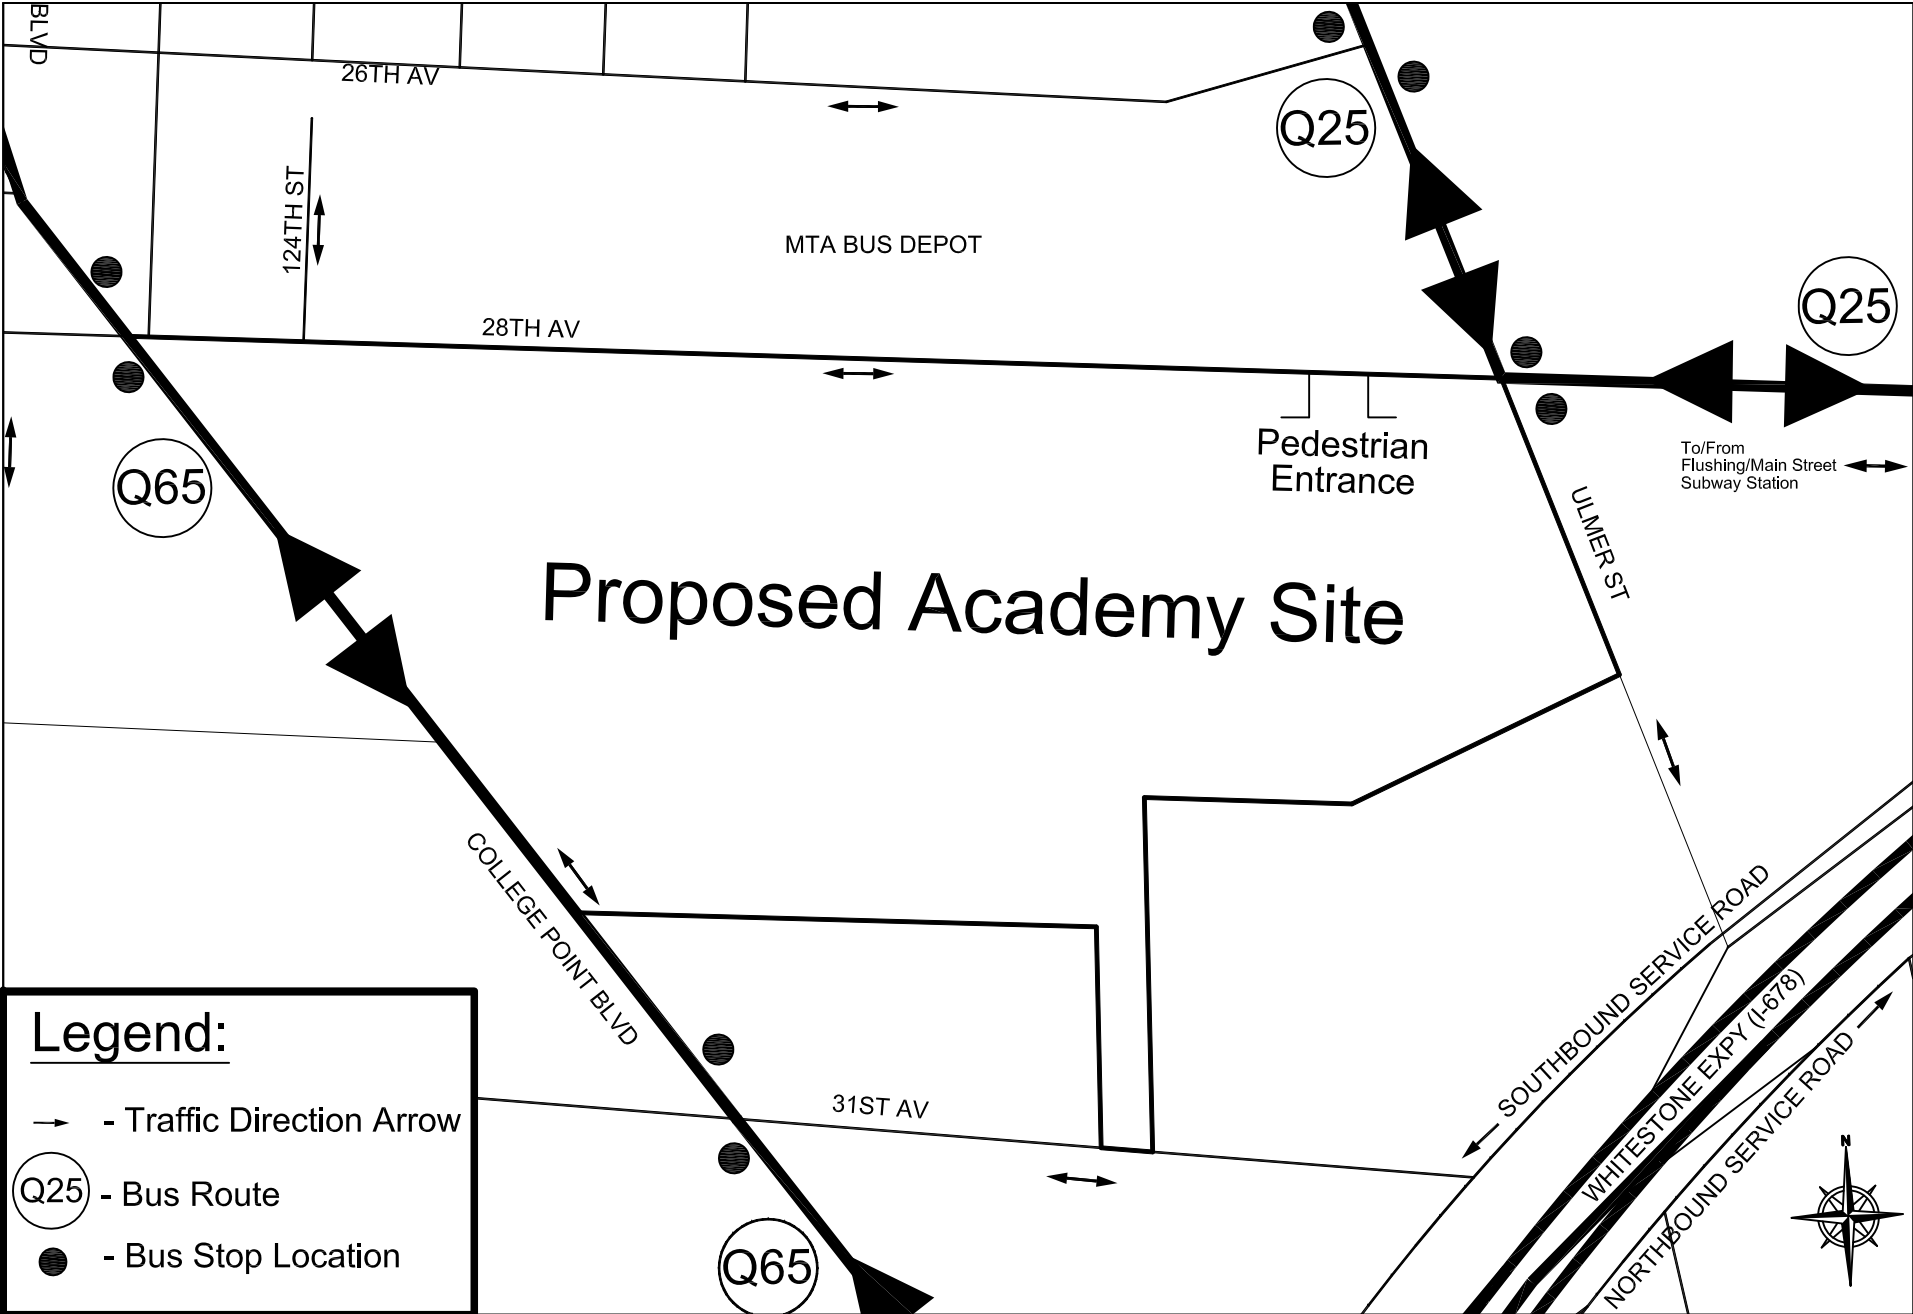 BLVD
26TH AV
Q25
124TH ST
MTA BUS DEPOT
Q25
28TH AV
Pedestrian
Entrance
To/From
Flushing/Main Street
Subway Station
Q65
ULMER ST
Proposed Academy Site
COLLEGE POINT BLVD
SOUTHBOUND SERVICE ROAD
WHITESTONE EXPY (I-678)
NORTHBOUND SERVICE ROAD
31ST AV
Q65
N
Legend:
- Traffic Direction Arrow
Q25 - Bus Route
- Bus Stop Location